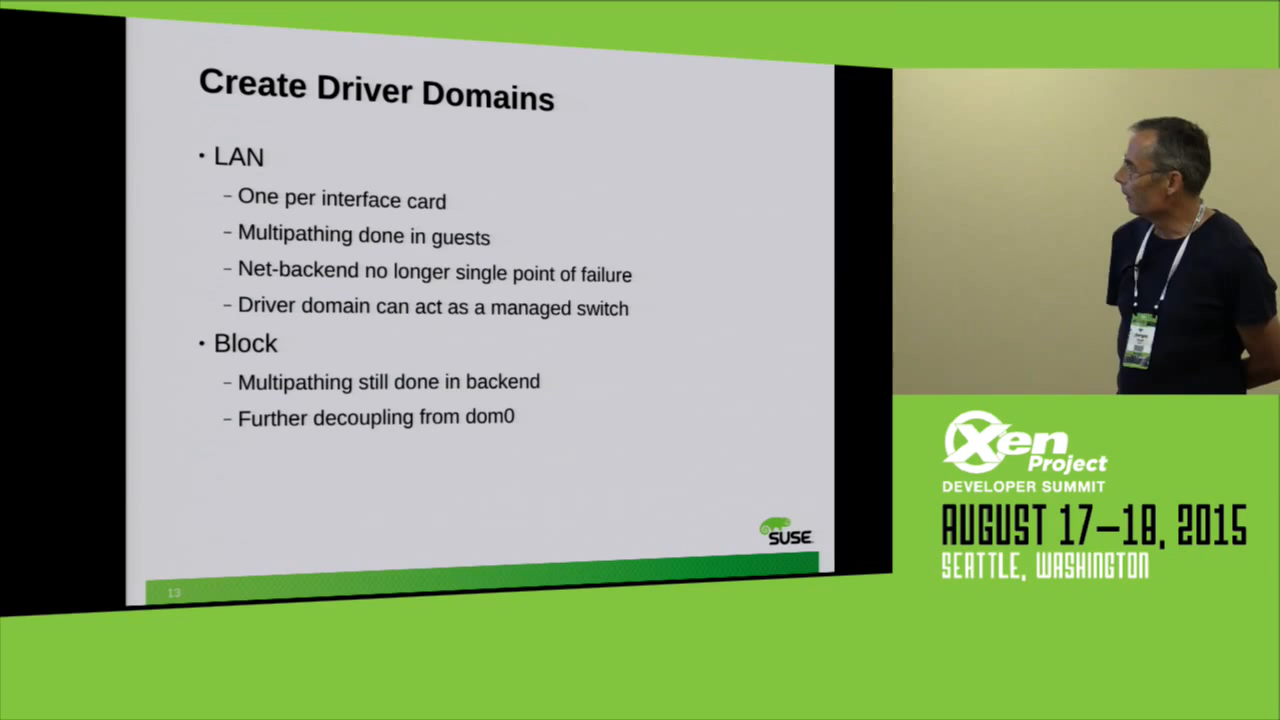 Create Driver Domains
• LAN
– One per interface card
– Multipathing done in guests
– Net-backend no longer single point of failure
– Driver domain can act as a managed switch
• Block
– Multipathing still done in backend
– Further decoupling from dom0
SUSE
13
Xen
Project
DEVELOPER SUMMIT
AUGUST 17–18, 2015
SEATTLE, WASHINGTON